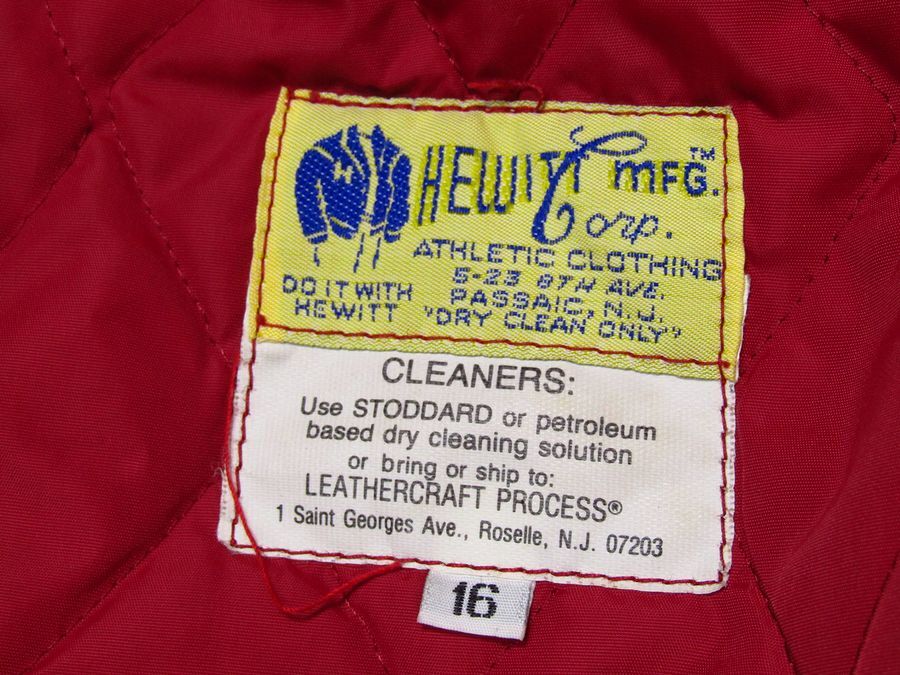 HEWITT MFG.™
Corp.
ATHLETIC CLOTHING
5-23 8TH AVE.
PASSAIC, N.J.
"DRY CLEAN ONLY"
DO IT WITH
HEWITT
CLEANERS:
Use STODDARD or petroleum
based dry cleaning solution
or bring or ship to:
LEATHERCRAFT PROCESS®
1 Saint Georges Ave., Roselle, N.J. 07203
16